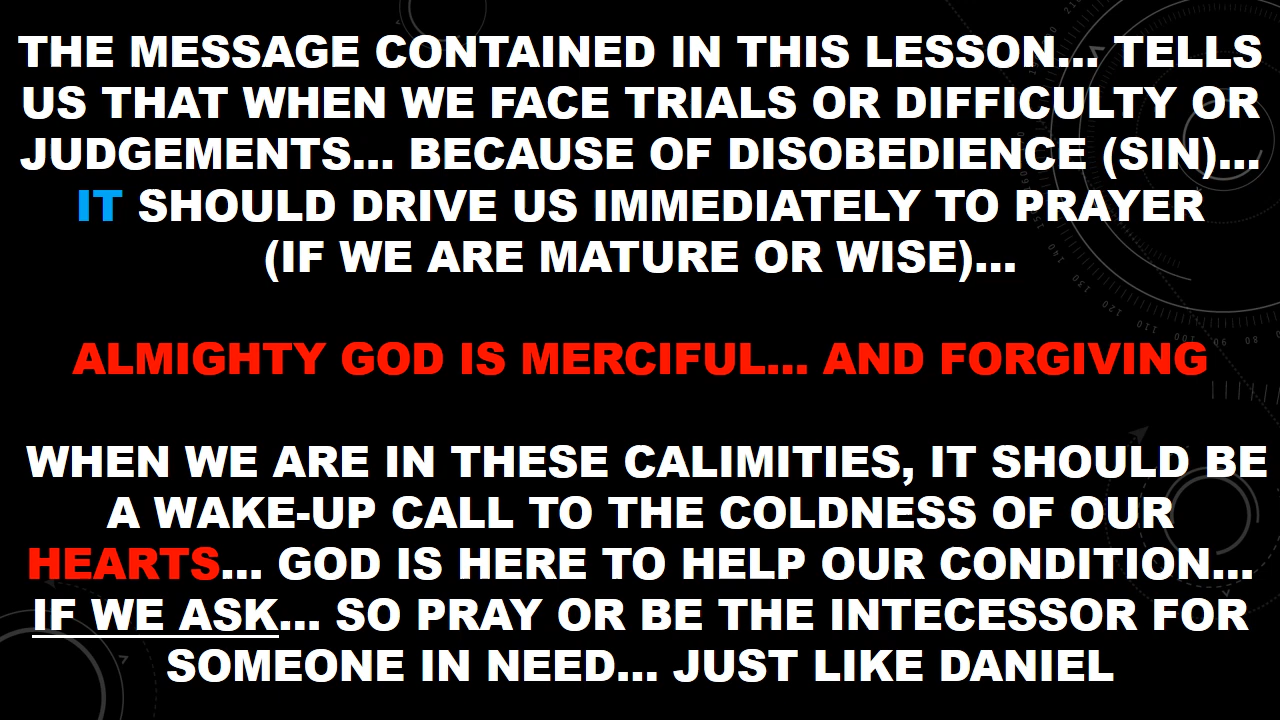 THE MESSAGE CONTAINED IN THIS LESSON... TELLS
US THAT WHEN WE FACE TRIALS OR DIFFICULTY OR
JUDGEMENTS... BECAUSE OF DISOBEDIENCE (SIN)...
IT SHOULD DRIVE US IMMEDIATELY TO PRAYER
(IF WE ARE MATURE OR WISE)...
ALMIGHTY GOD IS MERCIFUL... AND FORGIVING
WHEN WE ARE IN THESE CALIMITIES, IT SHOULD BE
A WAKE-UP CALL TO THE COLDNESS OF OUR
HEARTS... GOD IS HERE TO HELP OUR CONDITION...
IF WE ASK... SO PRAY OR BE THE INTECESSOR FOR
SOMEONE IN NEED... JUST LIKE DANIEL